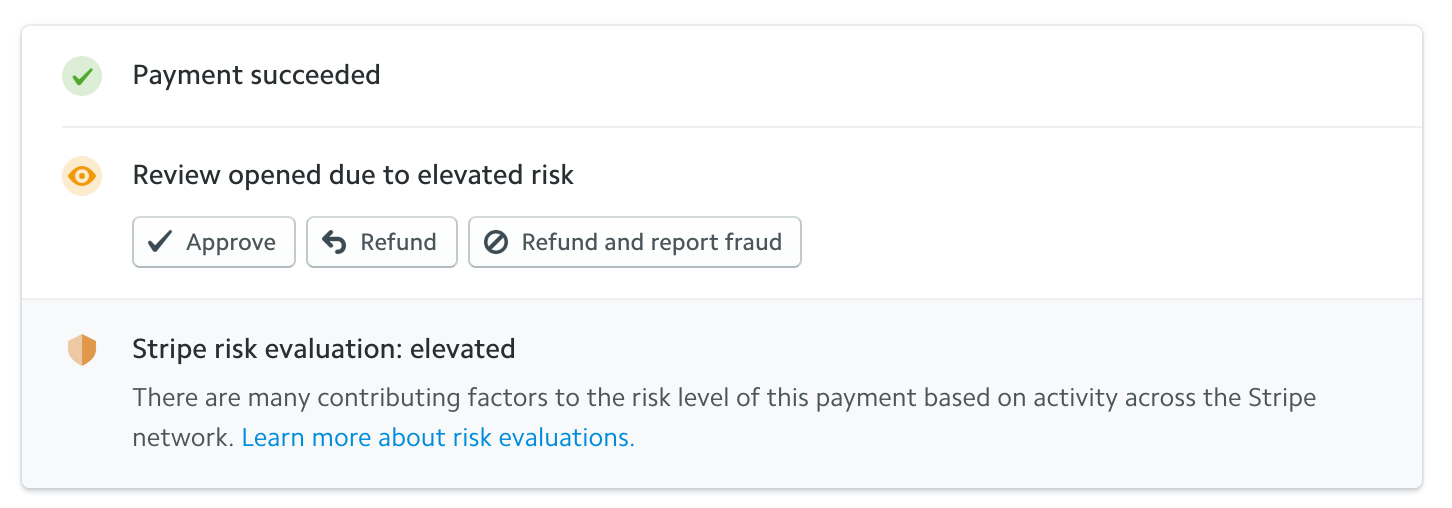 Payment succeeded
Review opened due to elevated risk
Approve Refund Refund and report fraud
Stripe risk evaluation: elevated
There are many contributing factors to the risk level of this payment based on activity across the Stripe
network. Learn more about risk evaluations.